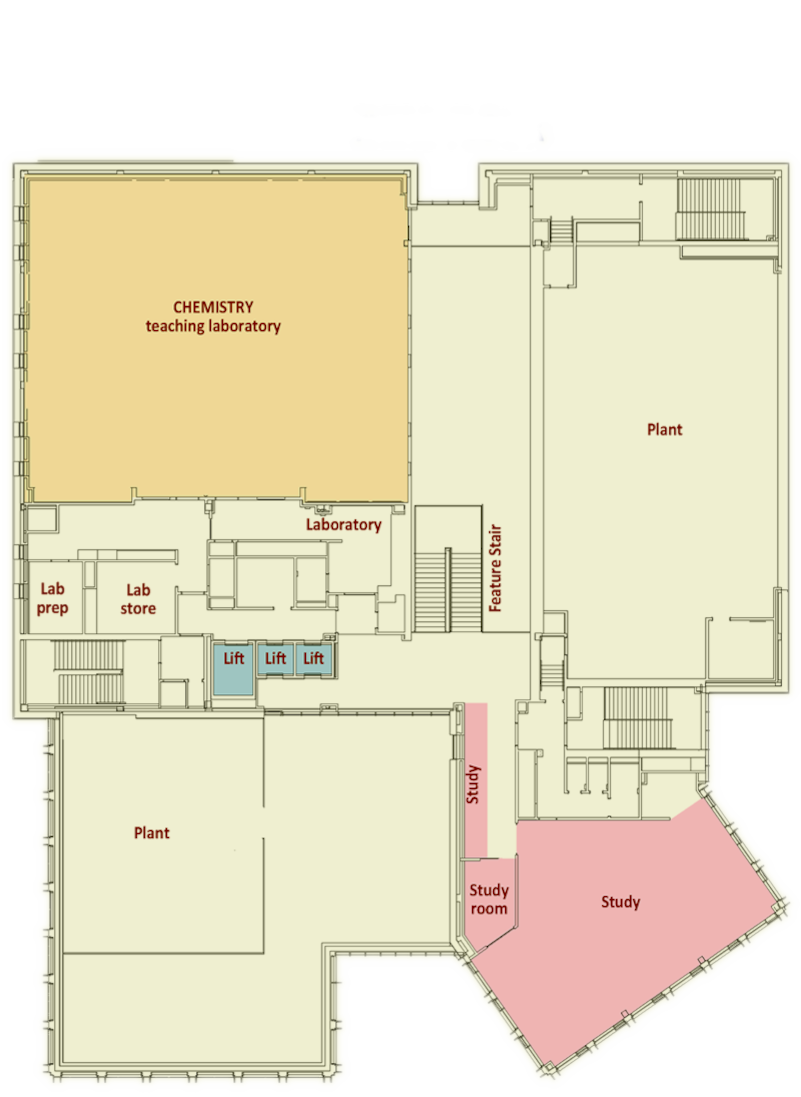 CHEMISTRY
teaching laboratory
Plant
Laboratory
Feature Stair
Lab
prep
Lab
store
Lift
Lift
Lift
Study
Plant
Study
room
Study